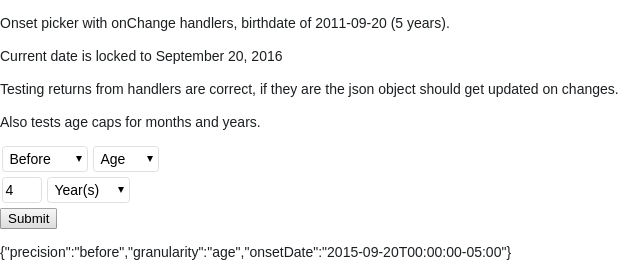 Onset picker with onChange handlers, birthdate of 2011-09-20 (5 years).
Current date is locked to September 20, 2016
Testing returns from handlers are correct, if they are the json object should get updated on changes.
Also tests age caps for months and years.
Before Age
4 Year(s)
Submit
{"precision":"before","granularity":"age","onsetDate":"2015-09-20T00:00:00-05:00"}